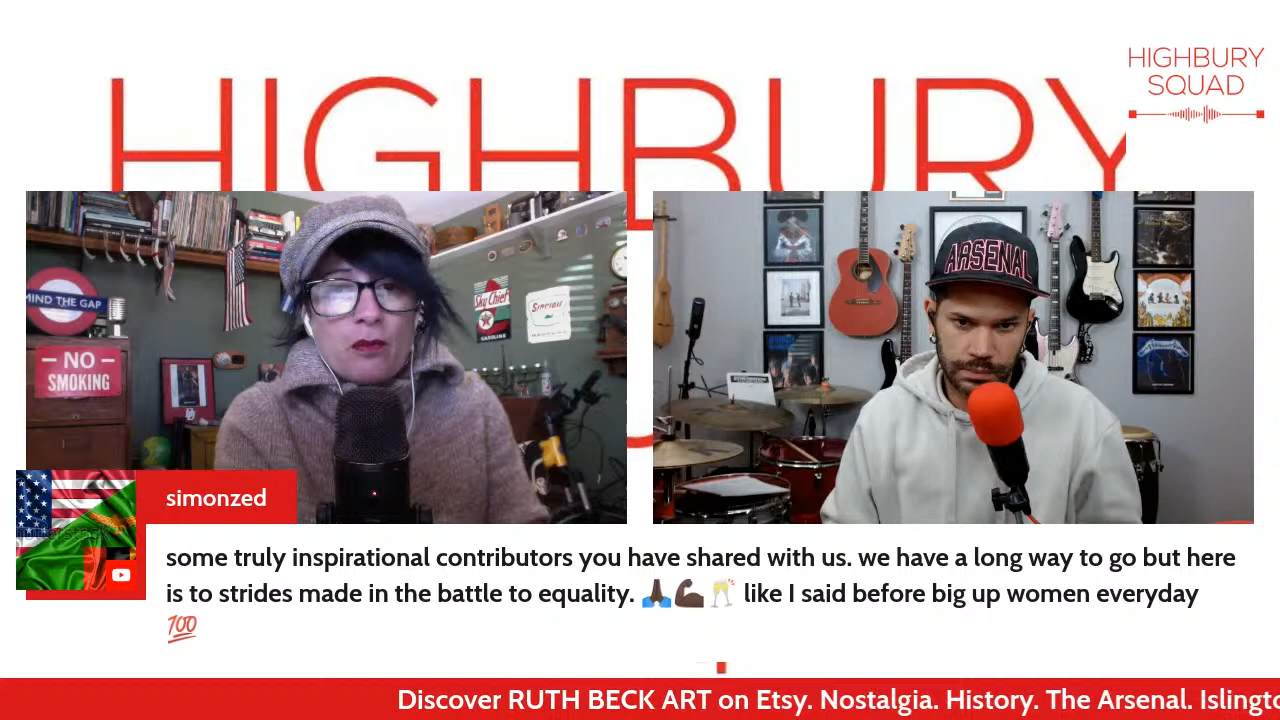 HIGHBURY
HIGHBURY
SQUAD
MIND THE GAP
NO
SMOKING
Sky Chief
GASOLINE
Sinclair
ARSENAL
simonzed
some truly inspirational contributors you have shared with us. we have a long way to go but here
is to strides made in the battle to equality. 🙏🏿💪🏿🥂 like I said before big up women everyday
💯
Discover RUTH BECK ART on Etsy. Nostalgia. History. The Arsenal. Islingto